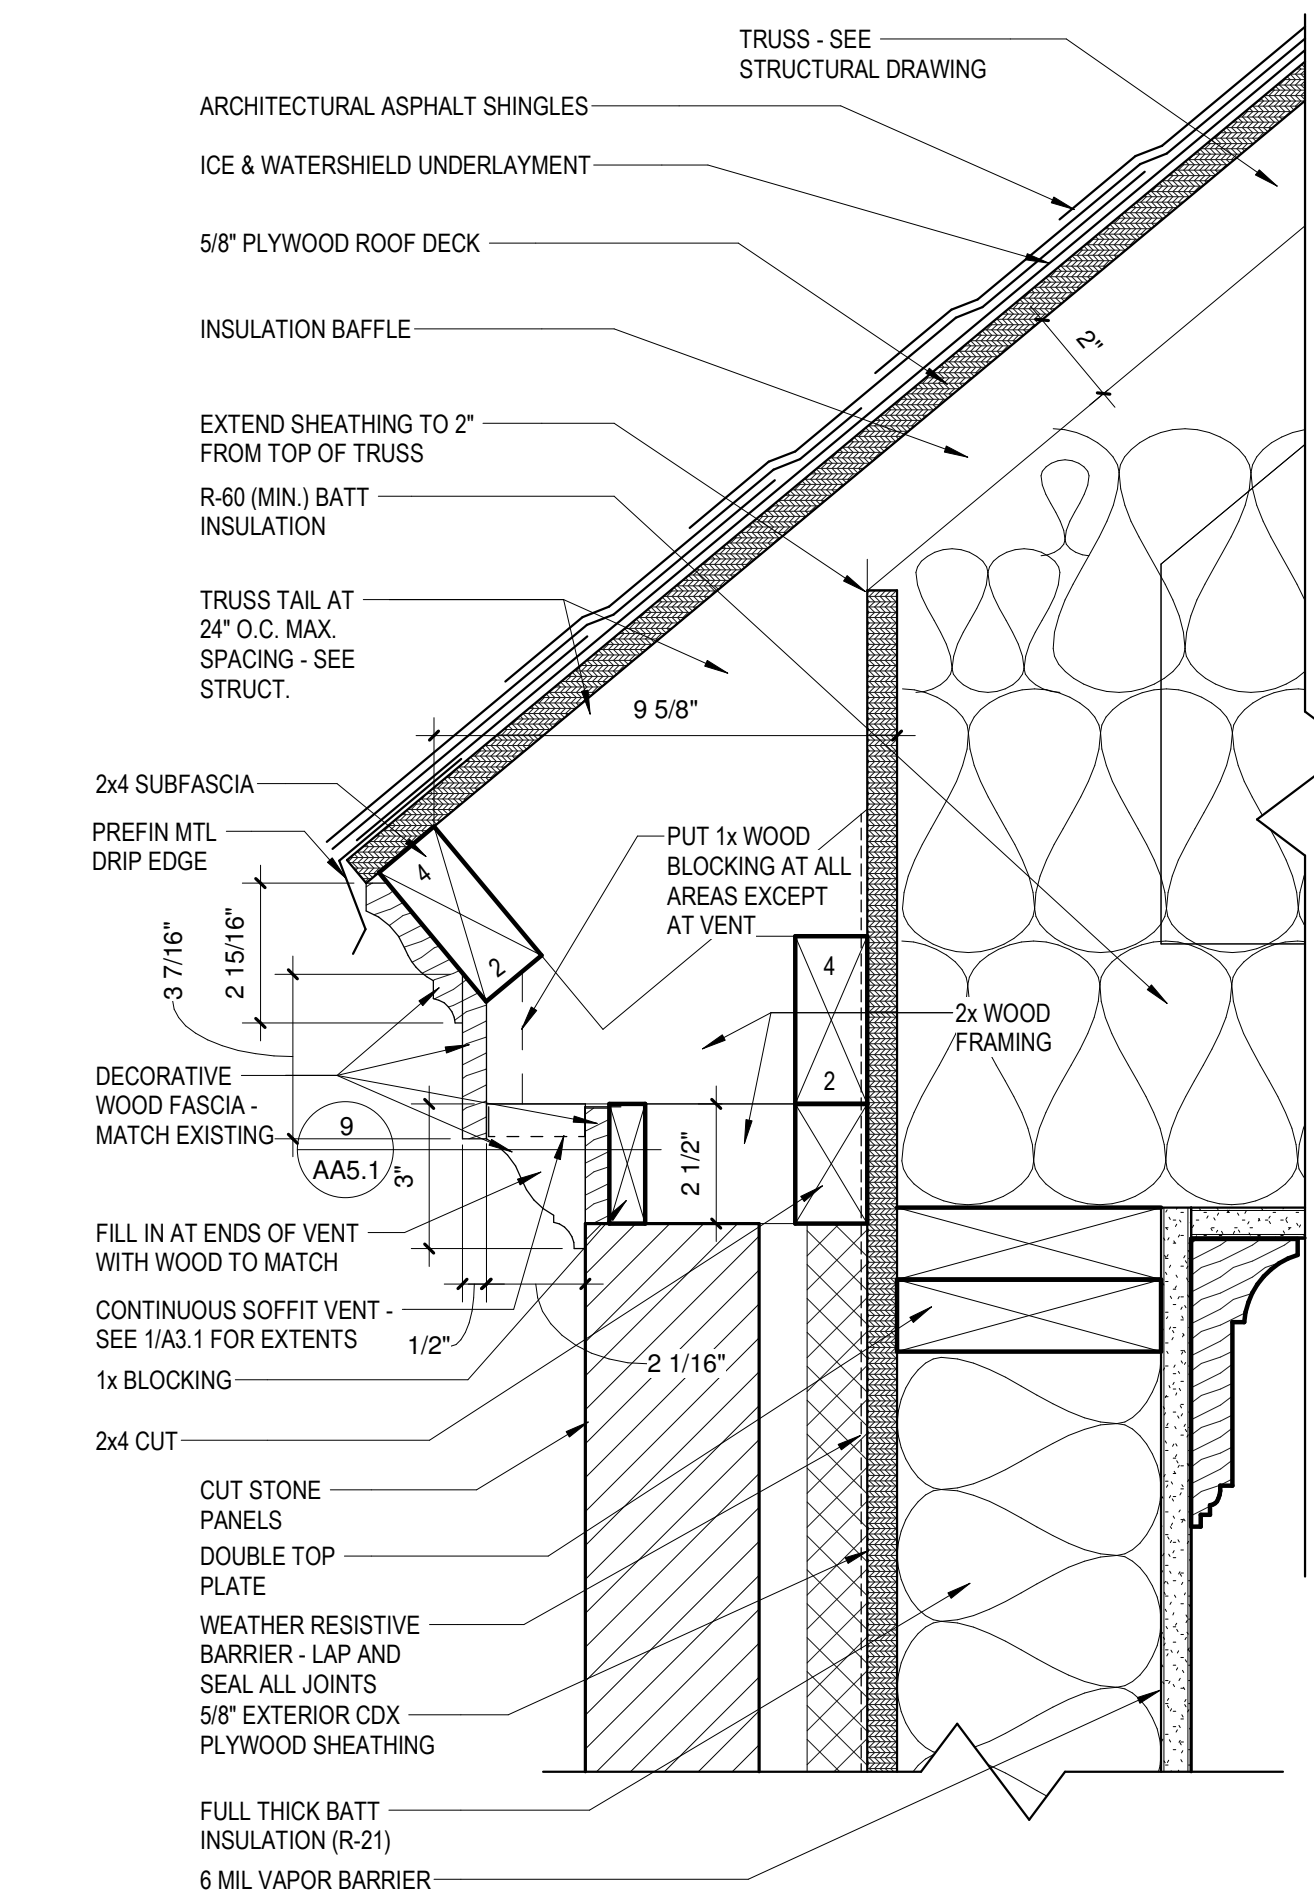 TRUSS - SEE
STRUCTURAL DRAWING
ARCHITECTURAL ASPHALT SHINGLES
ICE & WATERSHIELD UNDERLAYMENT
5/8" PLYWOOD ROOF DECK
INSULATION BAFFLE
2"
EXTEND SHEATHING TO 2"
FROM TOP OF TRUSS
R-60 (MIN.) BATT
INSULATION
TRUSS TAIL AT
24" O.C. MAX.
SPACING - SEE
STRUCT.
9 5/8"
2x4 SUBFASCIA
PREFIN MTL
DRIP EDGE
4
2
PUT 1x WOOD
BLOCKING AT ALL
AREAS EXCEPT
AT VENT
3 7/16"
2 15/16"
4
2
2x WOOD
FRAMING
DECORATIVE
WOOD FASCIA -
MATCH EXISTING
9
AA5.1
3"
2 1/2"
FILL IN AT ENDS OF VENT
WITH WOOD TO MATCH
CONTINUOUS SOFFIT VENT -
SEE 1/A3.1 FOR EXTENTS
1/2"
2 1/16"
1x BLOCKING
2x4 CUT
CUT STONE
PANELS
DOUBLE TOP
PLATE
WEATHER RESISTIVE
BARRIER - LAP AND
SEAL ALL JOINTS
5/8" EXTERIOR CDX
PLYWOOD SHEATHING
FULL THICK BATT
INSULATION (R-21)
6 MIL VAPOR BARRIER